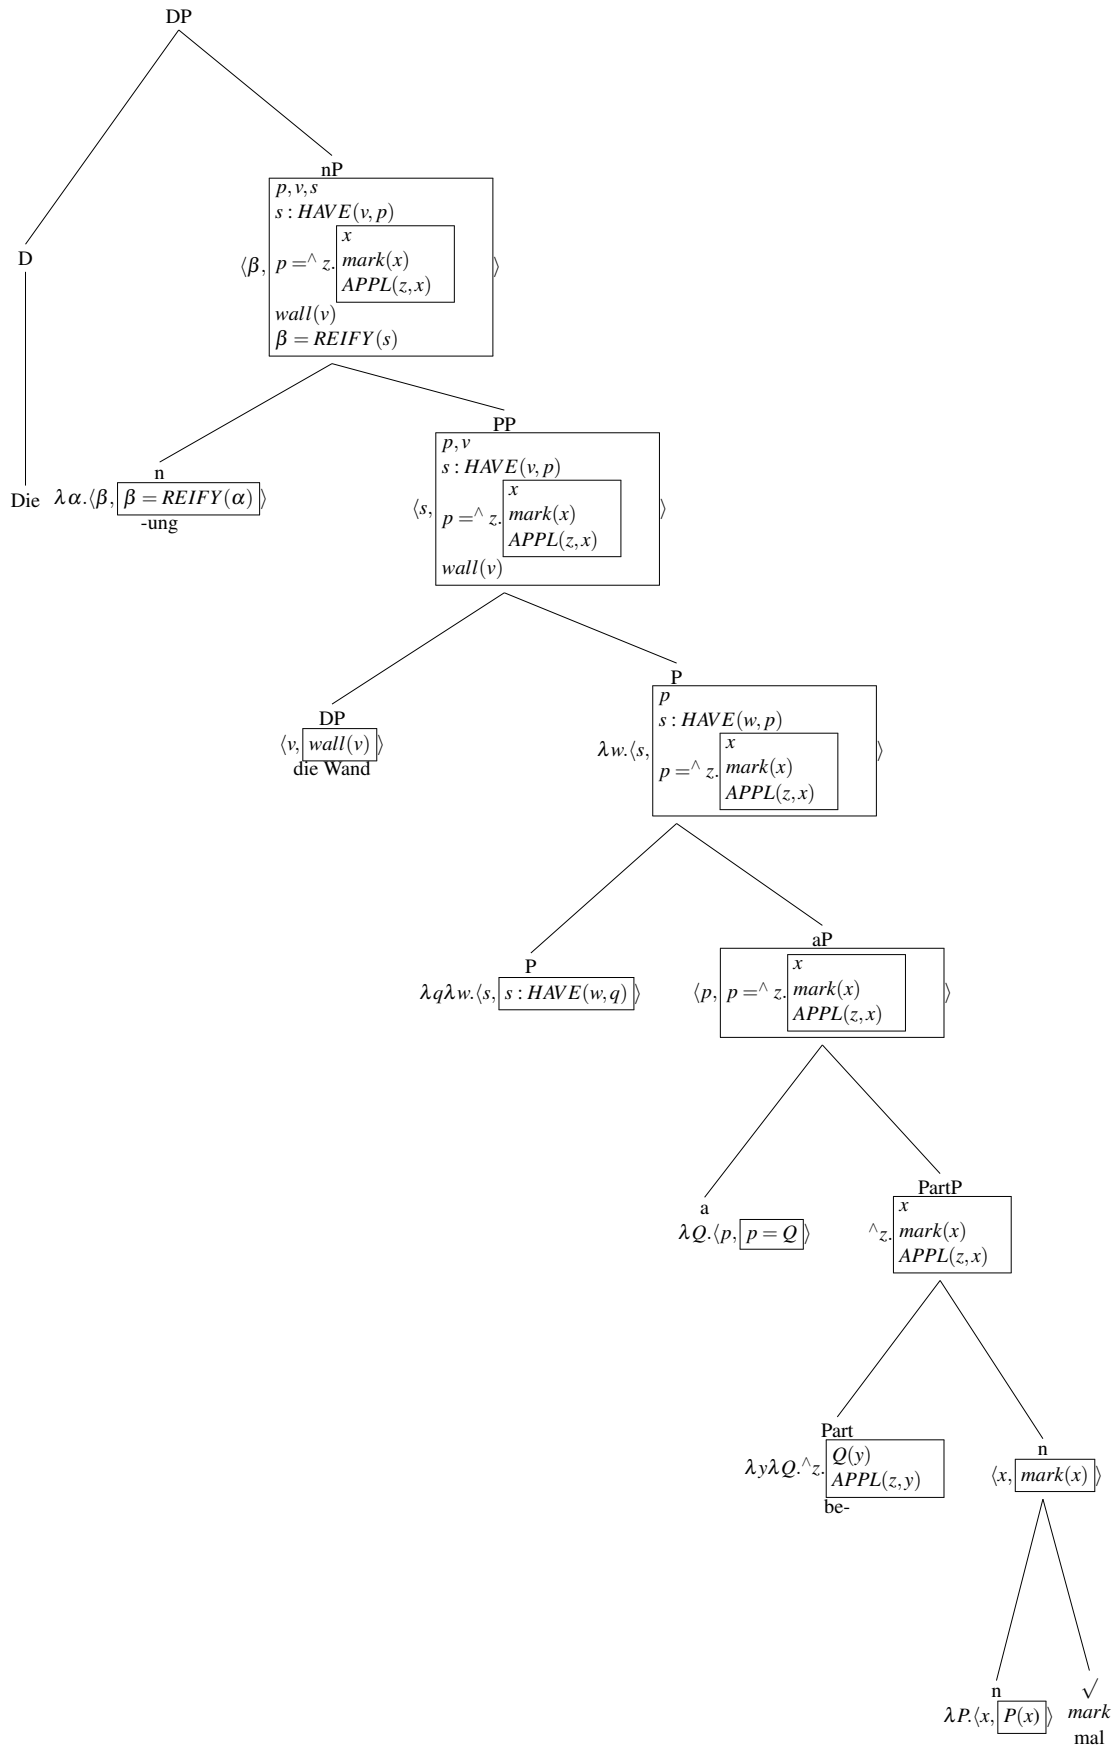 DP
nP
p, v, s
s : HAVE(v, p)
⟨β, p =^ z. ⟩
x
mark(x)
APPL(z, x)
wall(v)
β = REIFY(s)
D
Die
n
λα.⟨β, β = REIFY(α) ⟩
-ung
PP
p, v
s : HAVE(v, p)
⟨s, p =^ z. ⟩
x
mark(x)
APPL(z, x)
wall(v)
DP
⟨v, wall(v) ⟩
die Wand
P
p
s : HAVE(w, p)
λw.⟨s, p =^ z. ⟩
x
mark(x)
APPL(z, x)
P
λqλw.⟨s, s : HAVE(w, q) ⟩
aP
⟨p, p =^ z. ⟩
x
mark(x)
APPL(z, x)
a
λQ.⟨p, p = Q ⟩
PartP
^z.
x
mark(x)
APPL(z, x)
Part
λyλQ.^z.
Q(y)
APPL(z, y)
be-
n
⟨x, mark(x) ⟩
n
λP.⟨x, P(x) ⟩
√
mark
mal